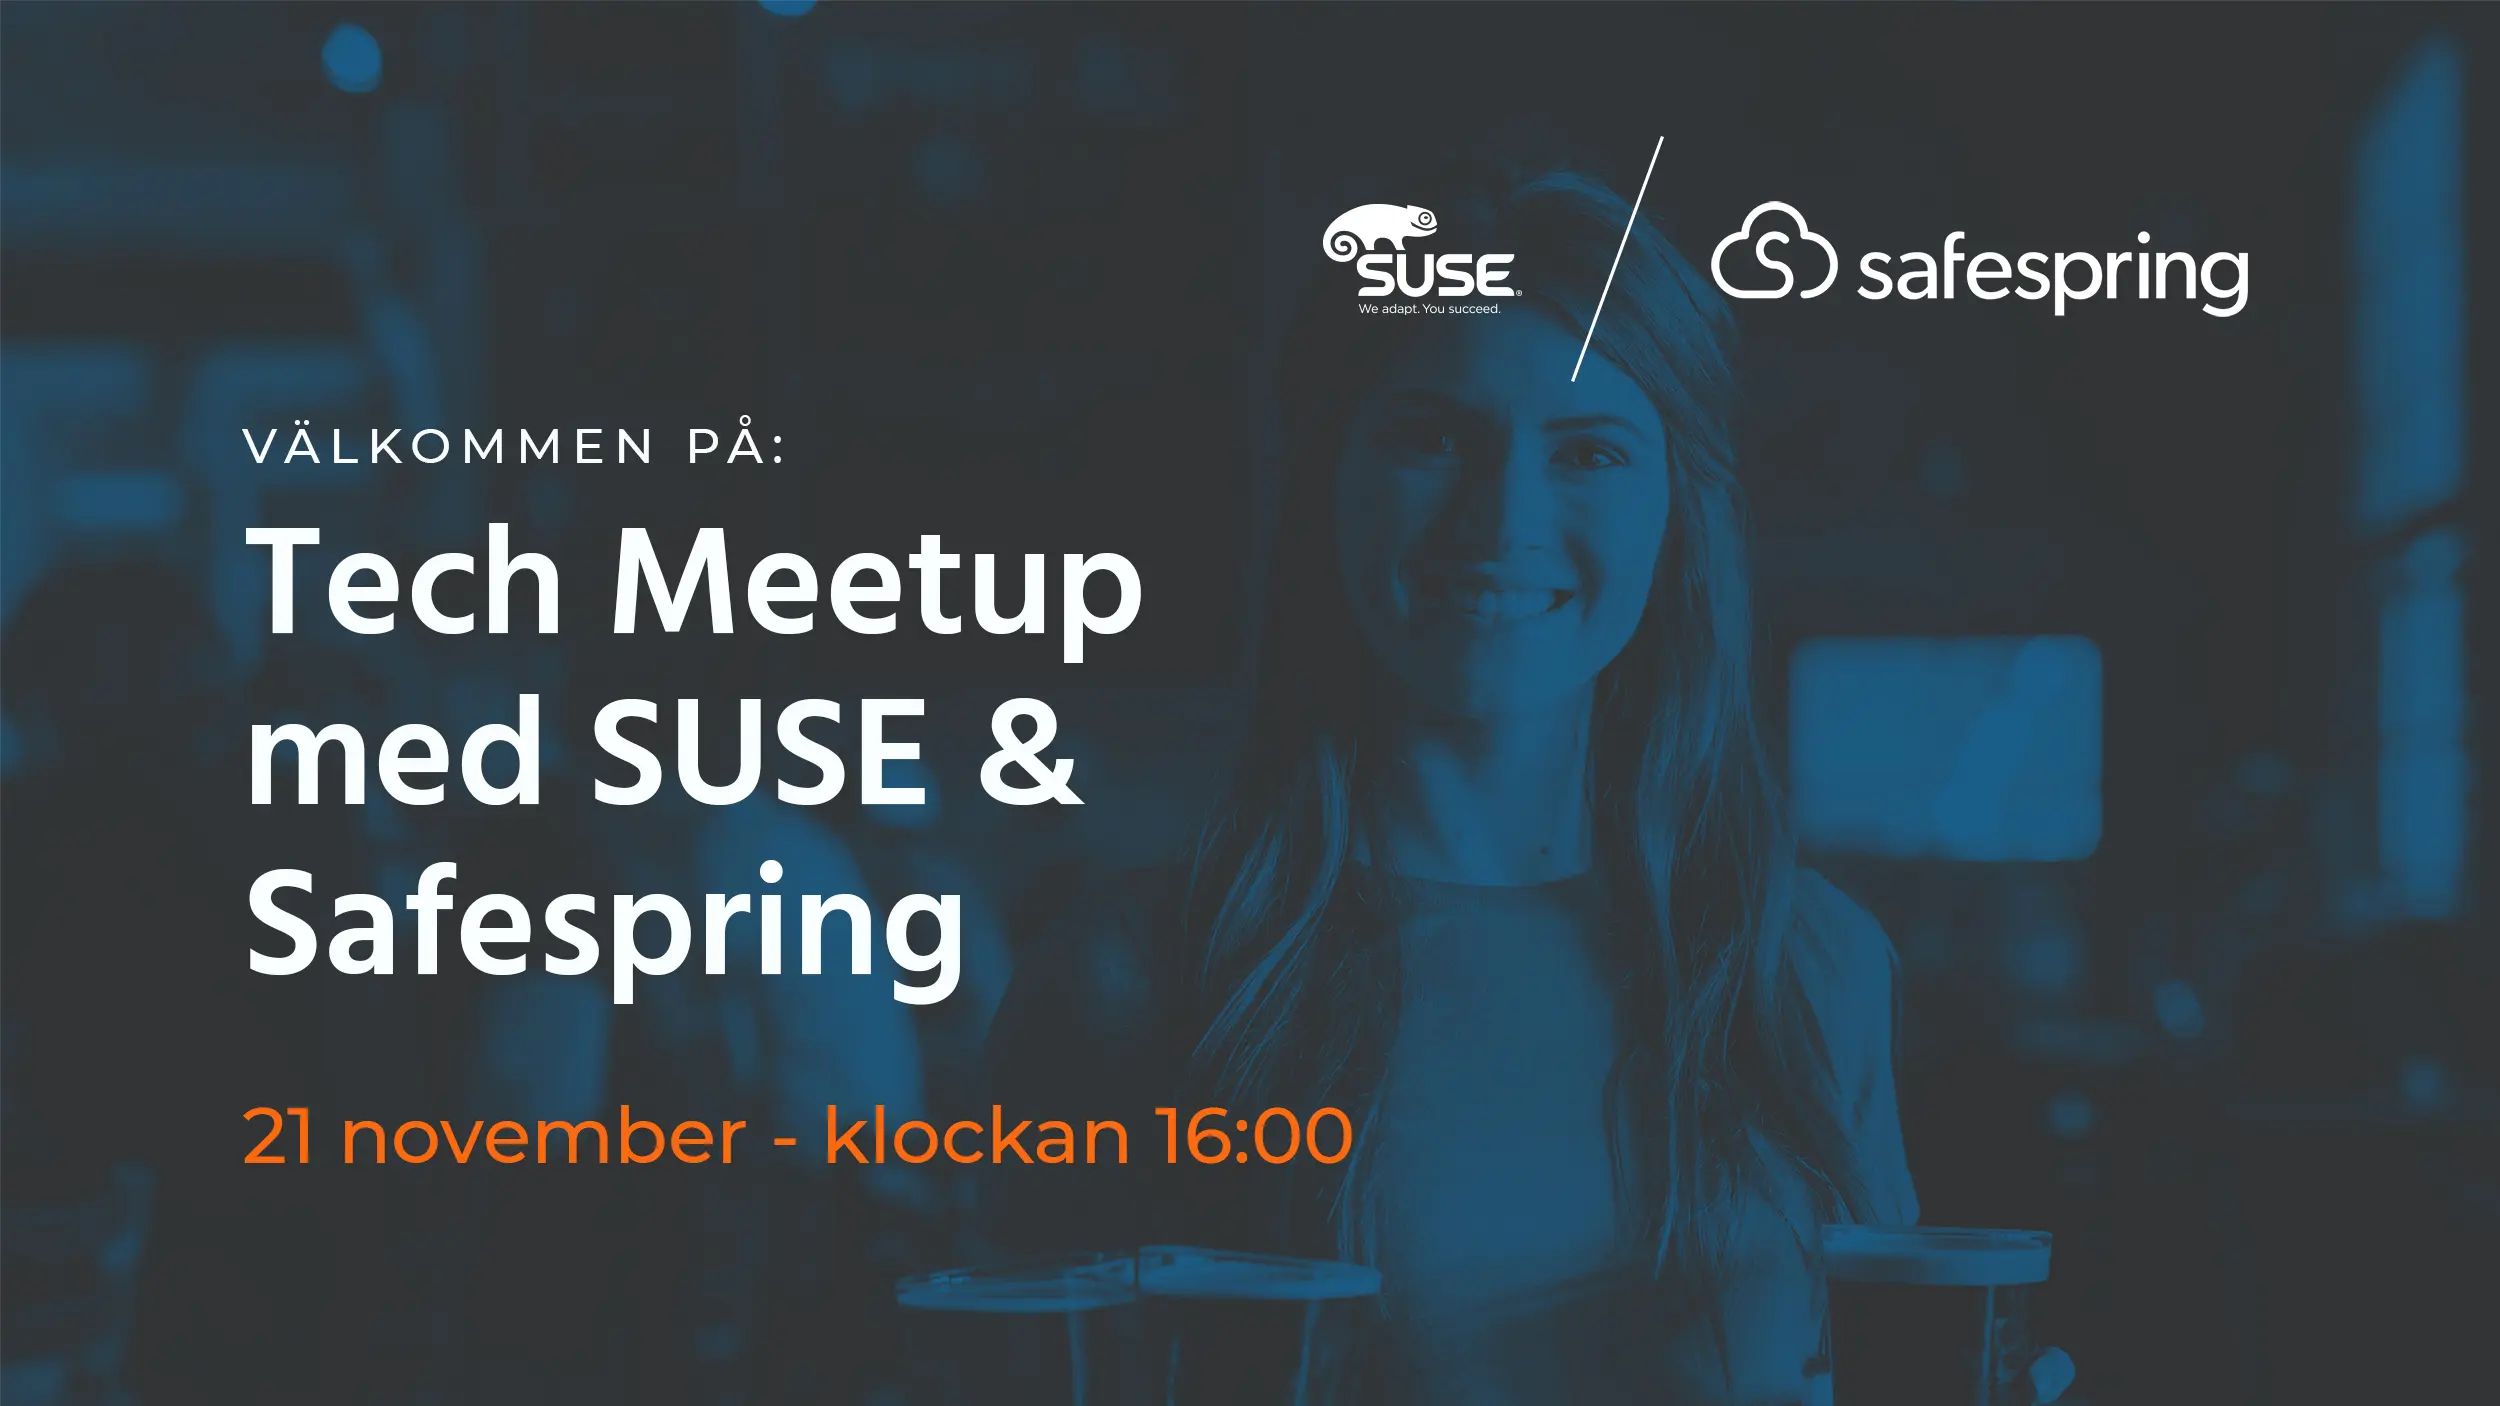 SUSE®
We adapt. You succeed.
safespring
VÄLKOMMEN PÅ:
Tech Meetup
med SUSE &
Safespring
21 november - klockan 16:00